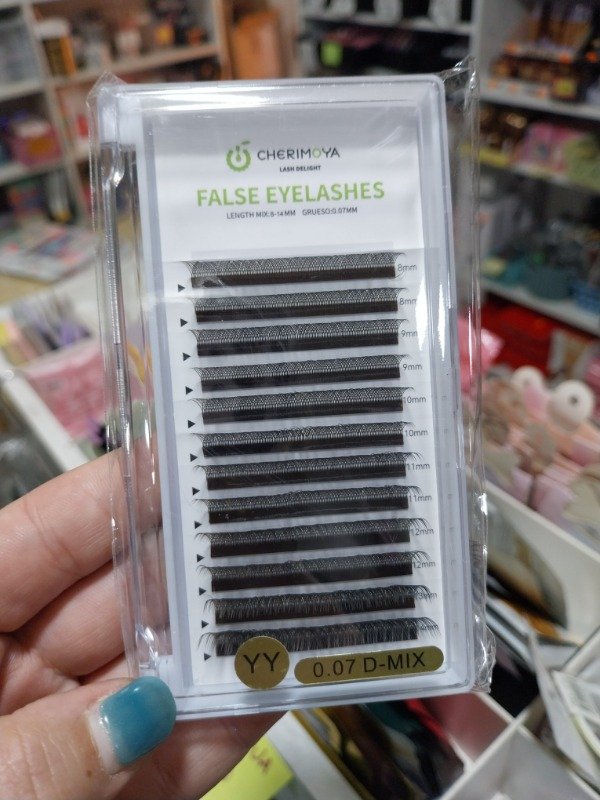 CHERIMOYA
LASH DELIGHT
FALSE EYELASHES
LENGTH MIX:8-14MM GRUESO:0.07MM
8mm
8mm
9mm
9mm
10mm
10mm
11mm
11mm
12mm
12mm
YY
0.07 D-MIX